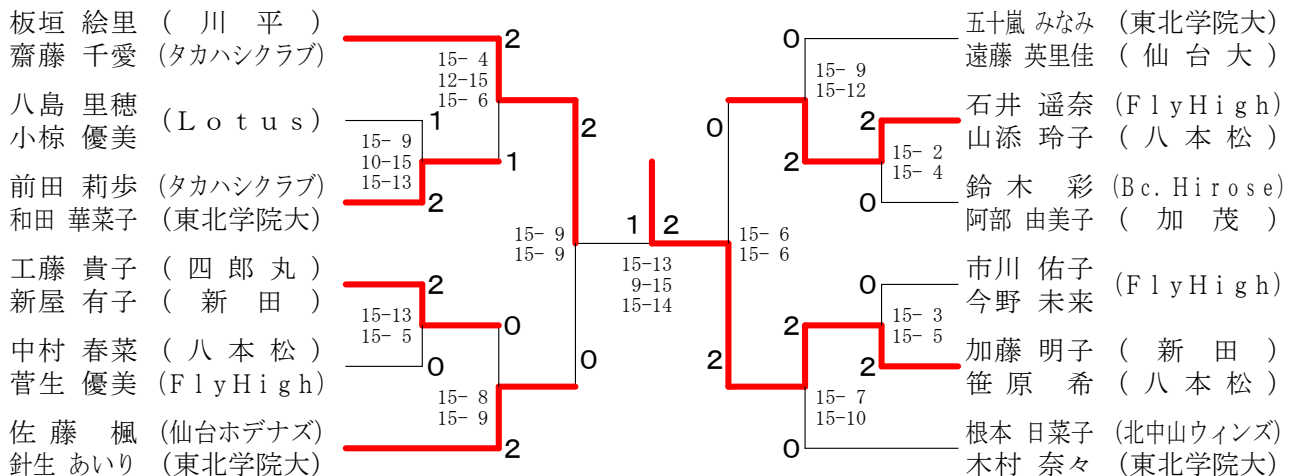 板垣 絵里 ( 川 平 )
齋藤 千愛 (タカハシクラブ)
八島 里穂
小椋 優美
(Ｌｏｔｕｓ)
前田 莉歩 (タカハシクラブ)
和田 華菜子 (東北学院大)
工藤 貴子 ( 四 郎 丸 )
新屋 有子 ( 新 田 )
中村 春菜 ( 八 本 松 )
菅生 優美 (FlyHigh)
佐 藤 楓 (仙台ホデナズ)
針生 あいり (東北学院大)
2
15- 4
12-15
15- 6
1
15- 9
10-15
15-13
1
2
2
2
15-13
15- 5
0
0
15- 8
15- 9
2
0
15- 9
15- 9
1
2
15-13
9-15
15-14
0
15- 6
15- 6
2
0
15- 9
15-12
2
2
15- 2
15- 4
0
0
15- 3
15- 5
2
2
15- 7
15-10
0
五十嵐 みなみ (東北学院大)
遠藤 英里佳 ( 仙 台 大 )
石井 遥奈 (FlyHigh)
山添 玲子 ( 八 本 松 )
鈴 木 彩 (Bc.Hirose)
阿部 由美子 ( 加 茂 )
市川 佑子
今野 未来
(FlyHigh)
加藤 明子 ( 新 田 )
笹 原 希 ( 八 本 松 )
根本 日菜子 (北中山ウィンズ)
木村 奈々 (東北学院大)